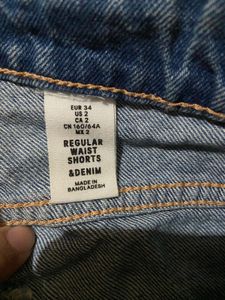 EUR 34
US 2
CA 2
CN 160/64A
MX 2
REGULAR
WAIST
SHORTS
&DENIM
MADE IN
BANGLADESH